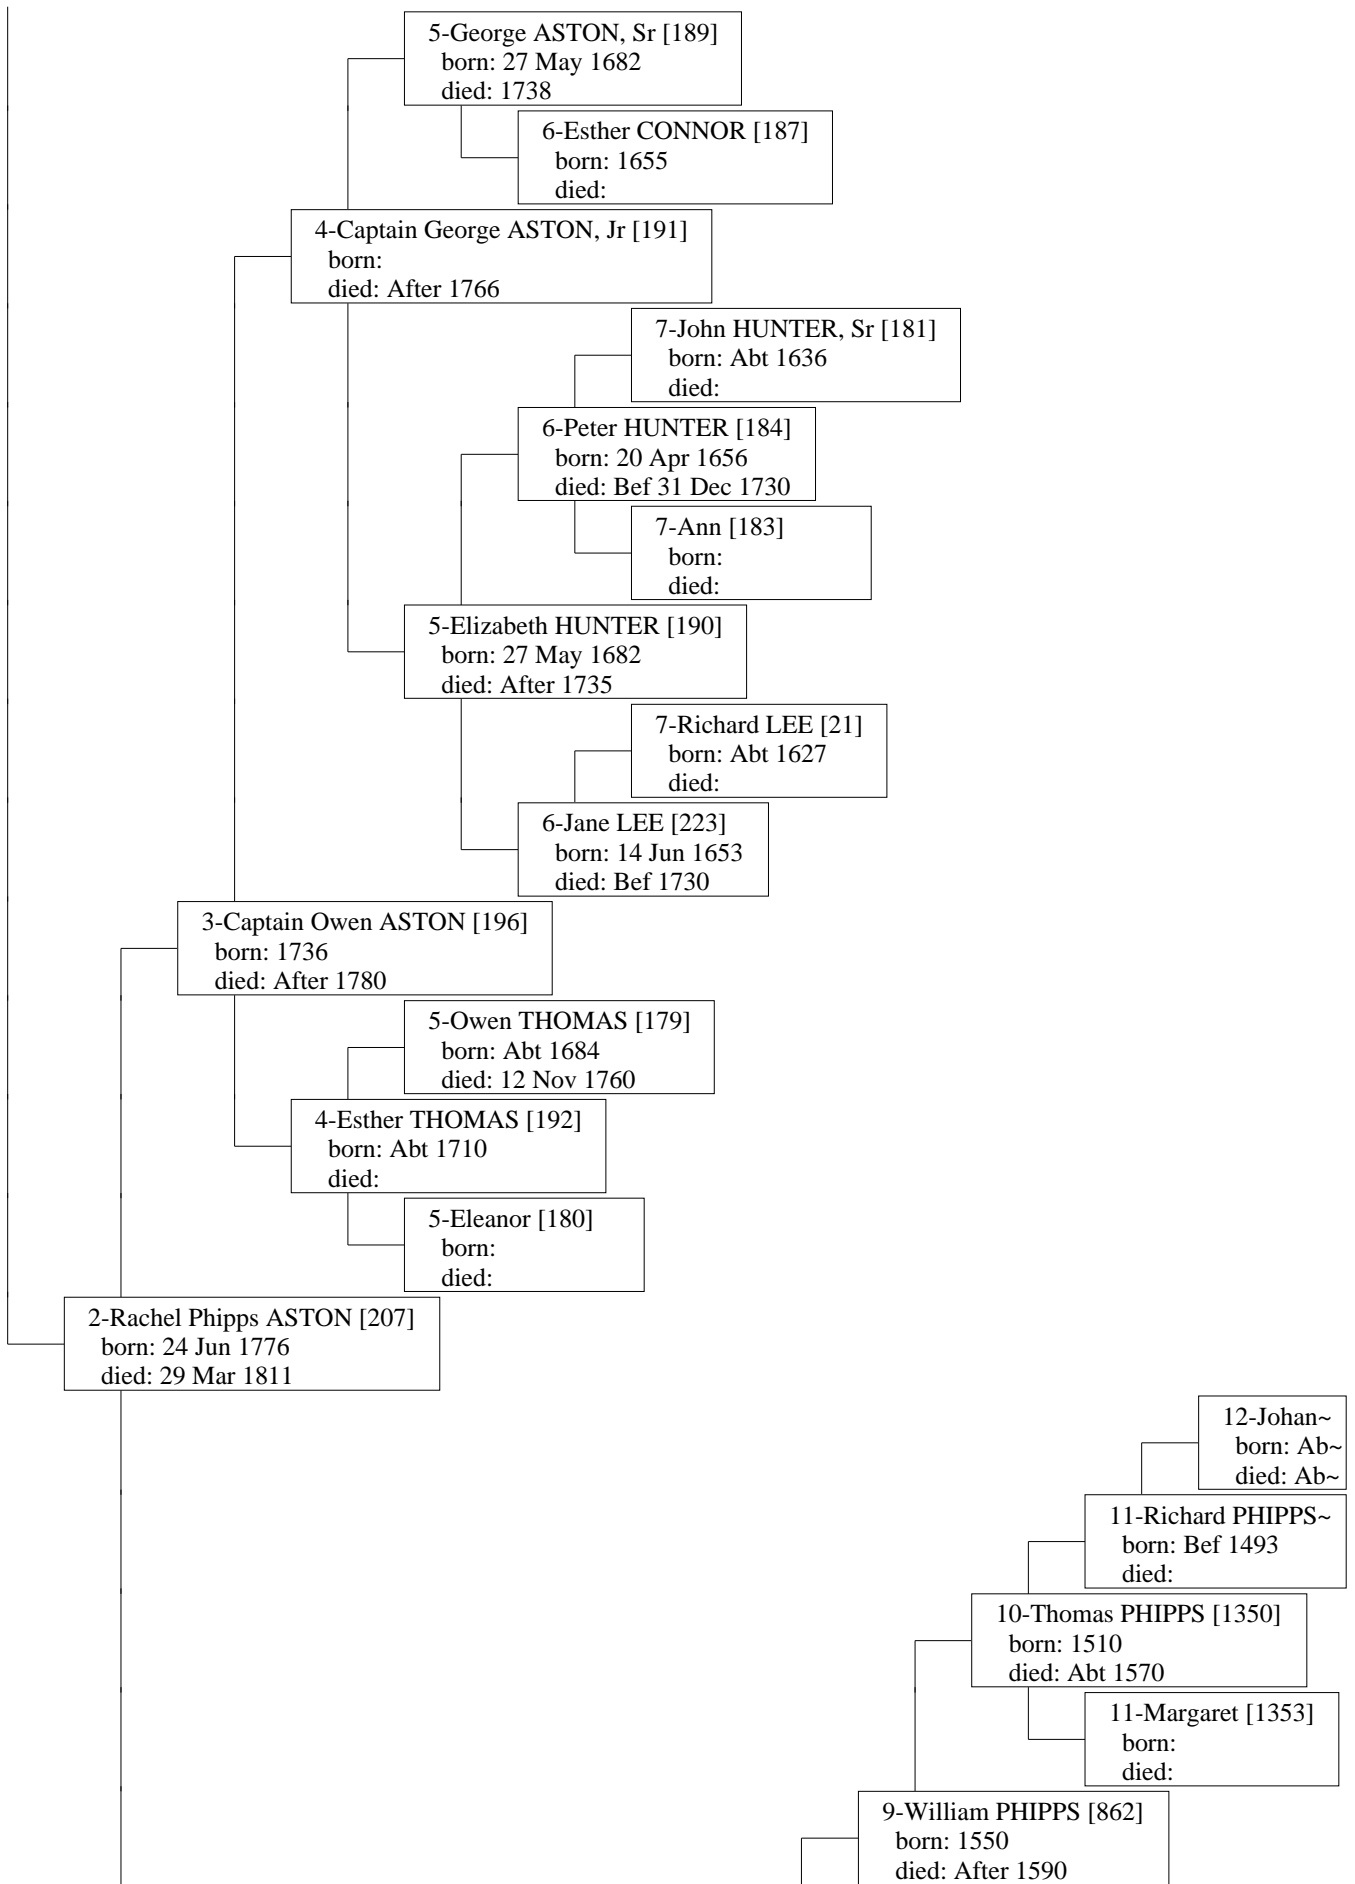 5-George ASTON, Sr [189]
born: 27 May 1682
died: 1738
6-Esther CONNOR [187]
born: 1655
died:
4-Captain George ASTON, Jr [191]
born:
died: After 1766
7-John HUNTER, Sr [181]
born: Abt 1636
died:
6-Peter HUNTER [184]
born: 20 Apr 1656
died: Bef 31 Dec 1730
7-Ann [183]
born:
died:
5-Elizabeth HUNTER [190]
born: 27 May 1682
died: After 1735
7-Richard LEE [21]
born: Abt 1627
died:
6-Jane LEE [223]
born: 14 Jun 1653
died: Bef 1730
3-Captain Owen ASTON [196]
born: 1736
died: After 1780
5-Owen THOMAS [179]
born: Abt 1684
died: 12 Nov 1760
4-Esther THOMAS [192]
born: Abt 1710
died:
5-Eleanor [180]
born:
died:
2-Rachel Phipps ASTON [207]
born: 24 Jun 1776
died: 29 Mar 1811
12-Johan~
born: Ab~
died: Ab~
11-Richard PHIPPS~
born: Bef 1493
died:
10-Thomas PHIPPS [1350]
born: 1510
died: Abt 1570
11-Margaret [1353]
born:
died:
9-William PHIPPS [862]
born: 1550
died: After 1590